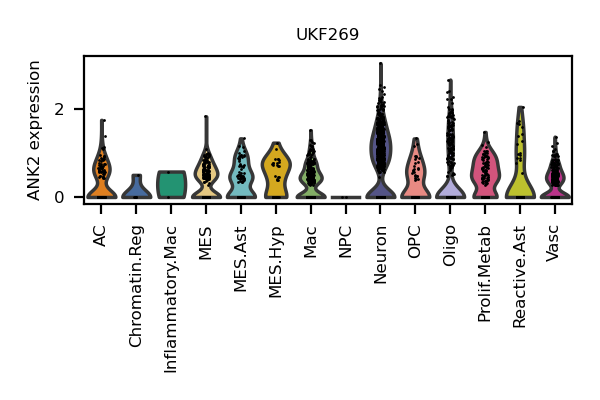 UKF269
ANK2 expression
2
0
AC
Chromatin.Reg
Inflammatory.Mac
MES
MES.Ast
MES.Hyp
Mac
NPC
Neuron
OPC
Oligo
Prolif.Metab
Reactive.Ast
Vasc